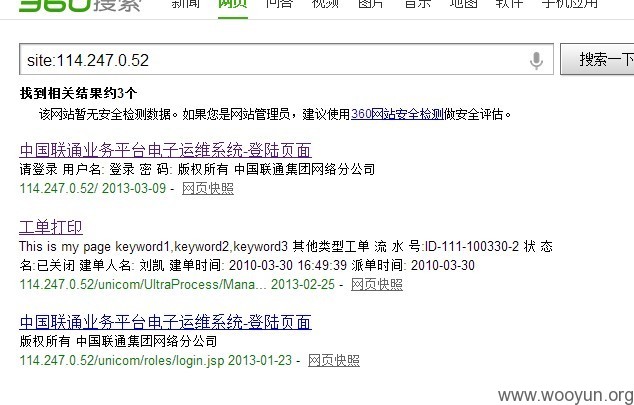 360搜索 新闻 网页 问答 视频 图片 音乐 地图 软件 手机应用
site:114.247.0.52 搜索一下
找到相关结果约3个
该网站暂无安全检测数据。如果您是网站管理员，建议使用360网站安全检测做安全评估。
中国联通业务平台电子运维系统-登陆页面
请登录 用户名: 登录 密 码: 版权所有 中国联通集团网络分公司
114.247.0.52/ 2013-03-09 - 网页快照
工单打印
This is my page keyword1,keyword2,keyword3 其他类型工单 流 水 号:ID-111-100330-2 状 态
名:已关闭 建单人名: 刘凯 建单时间: 2010-03-30 16:49:39 派单时间: 2010-03-30
114.247.0.52/unicom/UltraProcess/Mana... 2013-02-25 - 网页快照
中国联通业务平台电子运维系统-登陆页面
版权所有 中国联通集团网络分公司
114.247.0.52/unicom/roles/login.jsp 2013-01-23 - 网页快照
www.wooyun.org